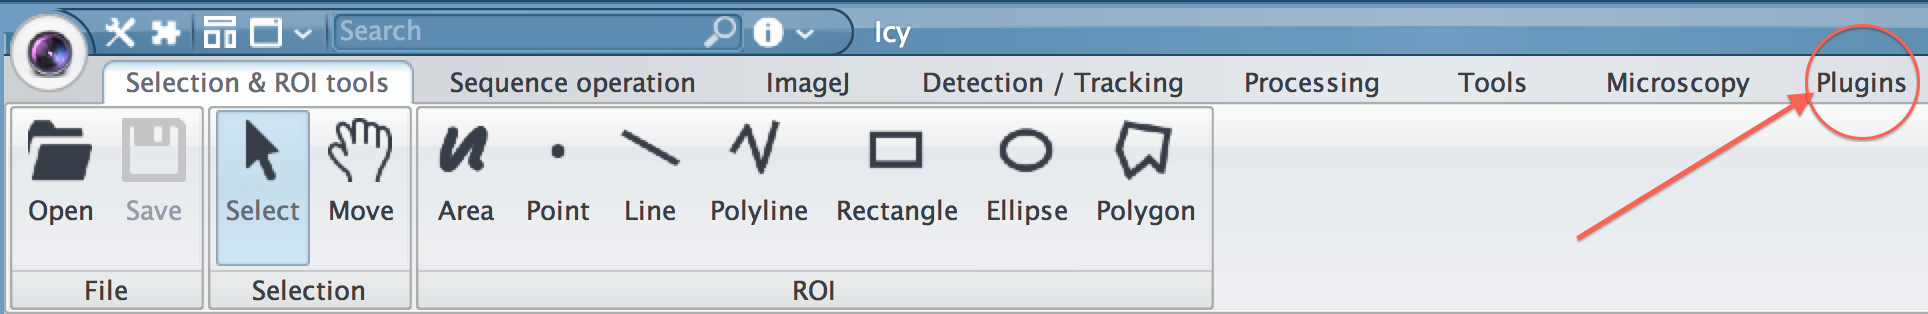 Search Icy
Selection & ROI tools Sequence operation ImageJ Detection / Tracking Processing Tools Microscopy Plugins
Open Save Select Move Area Point Line Polyline Rectangle Ellipse Polygon
File Selection ROI